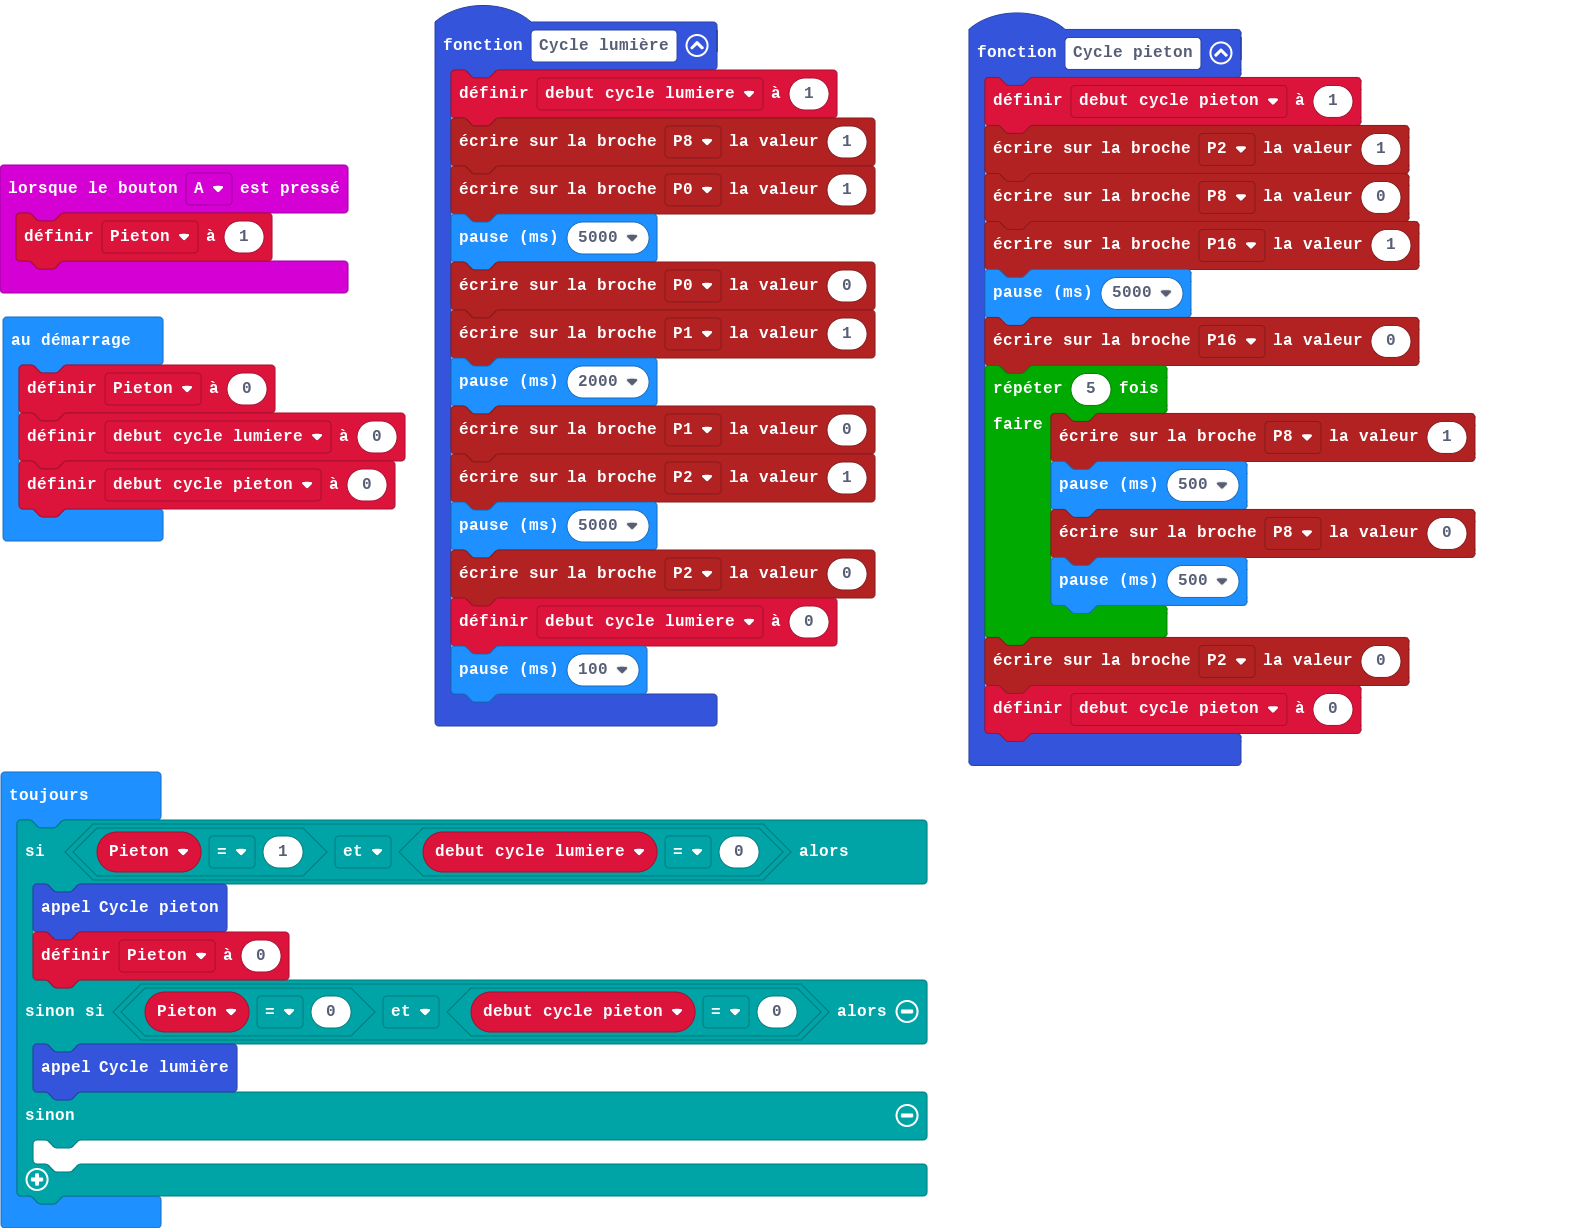 lorsque le bouton A est pressé
définir Pieton à 1
au démarrage
définir Pieton à 0
définir debut cycle lumiere à 0
définir debut cycle pieton à 0
fonction Cycle lumière
définir debut cycle lumiere à 1
écrire sur la broche P8 la valeur 1
écrire sur la broche P0 la valeur 1
pause (ms) 5000
écrire sur la broche P0 la valeur 0
écrire sur la broche P1 la valeur 1
pause (ms) 2000
écrire sur la broche P1 la valeur 0
écrire sur la broche P2 la valeur 1
pause (ms) 5000
écrire sur la broche P2 la valeur 0
définir debut cycle lumiere à 0
pause (ms) 100
fonction Cycle pieton
définir debut cycle pieton à 1
écrire sur la broche P2 la valeur 1
écrire sur la broche P8 la valeur 0
écrire sur la broche P16 la valeur 1
pause (ms) 5000
écrire sur la broche P16 la valeur 0
répéter 5 fois
faire
écrire sur la broche P8 la valeur 1
pause (ms) 500
écrire sur la broche P8 la valeur 0
pause (ms) 500
écrire sur la broche P2 la valeur 0
définir debut cycle pieton à 0
toujours
si Pieton = 1 et debut cycle lumiere = 0 alors
appel Cycle pieton
définir Pieton à 0
sinon si Pieton = 0 et debut cycle pieton = 0 alors
appel Cycle lumière
sinon